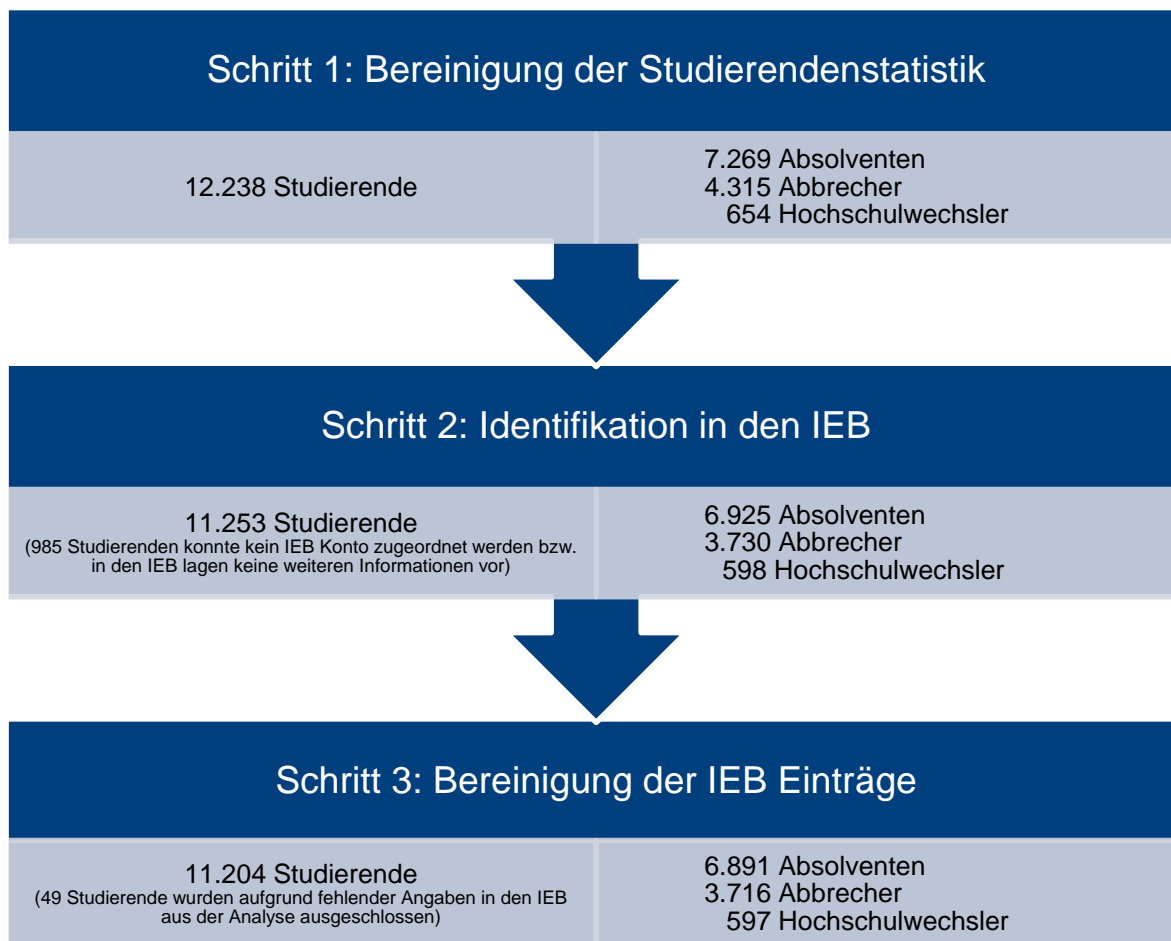 Schritt 1: Bereinigung der Studierendenstatistik
12.238 Studierende
7.269 Absolventen
4.315 Abbrecher
654 Hochschulwechsler
Schritt 2: Identifikation in den IEB
11.253 Studierende
(985 Studierenden konnte kein IEB Konto zugeordnet werden bzw.
in den IEB lagen keine weiteren Informationen vor)
6.925 Absolventen
3.730 Abbrecher
598 Hochschulwechsler
Schritt 3: Bereinigung der IEB Einträge
11.204 Studierende
(49 Studierende wurden aufgrund fehlender Angaben in den IEB
aus der Analyse ausgeschlossen)
6.891 Absolventen
3.716 Abbrecher
597 Hochschulwechsler